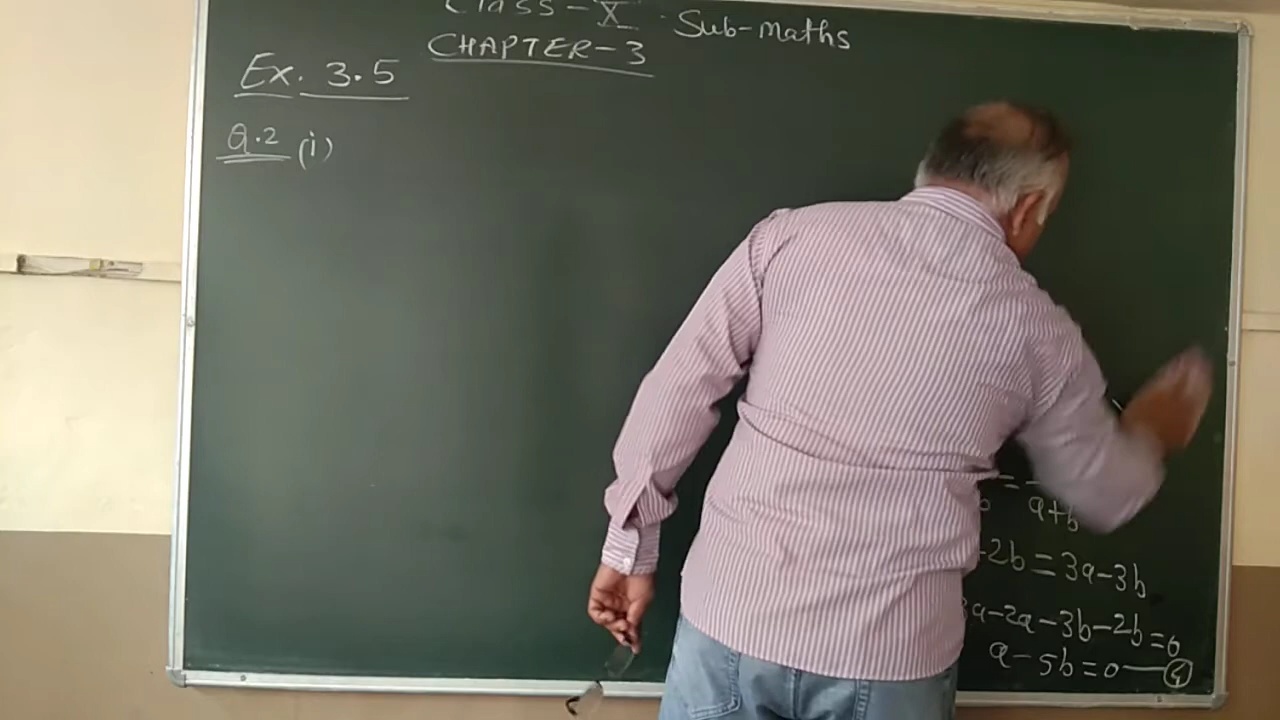 Class-X Sub-Maths
CHAPTER-3
Ex. 3.5
Q.2 (i)
=
a+b
-2b=3a-3b
3a-2a-3b-2b=0
a-5b=0 — 4